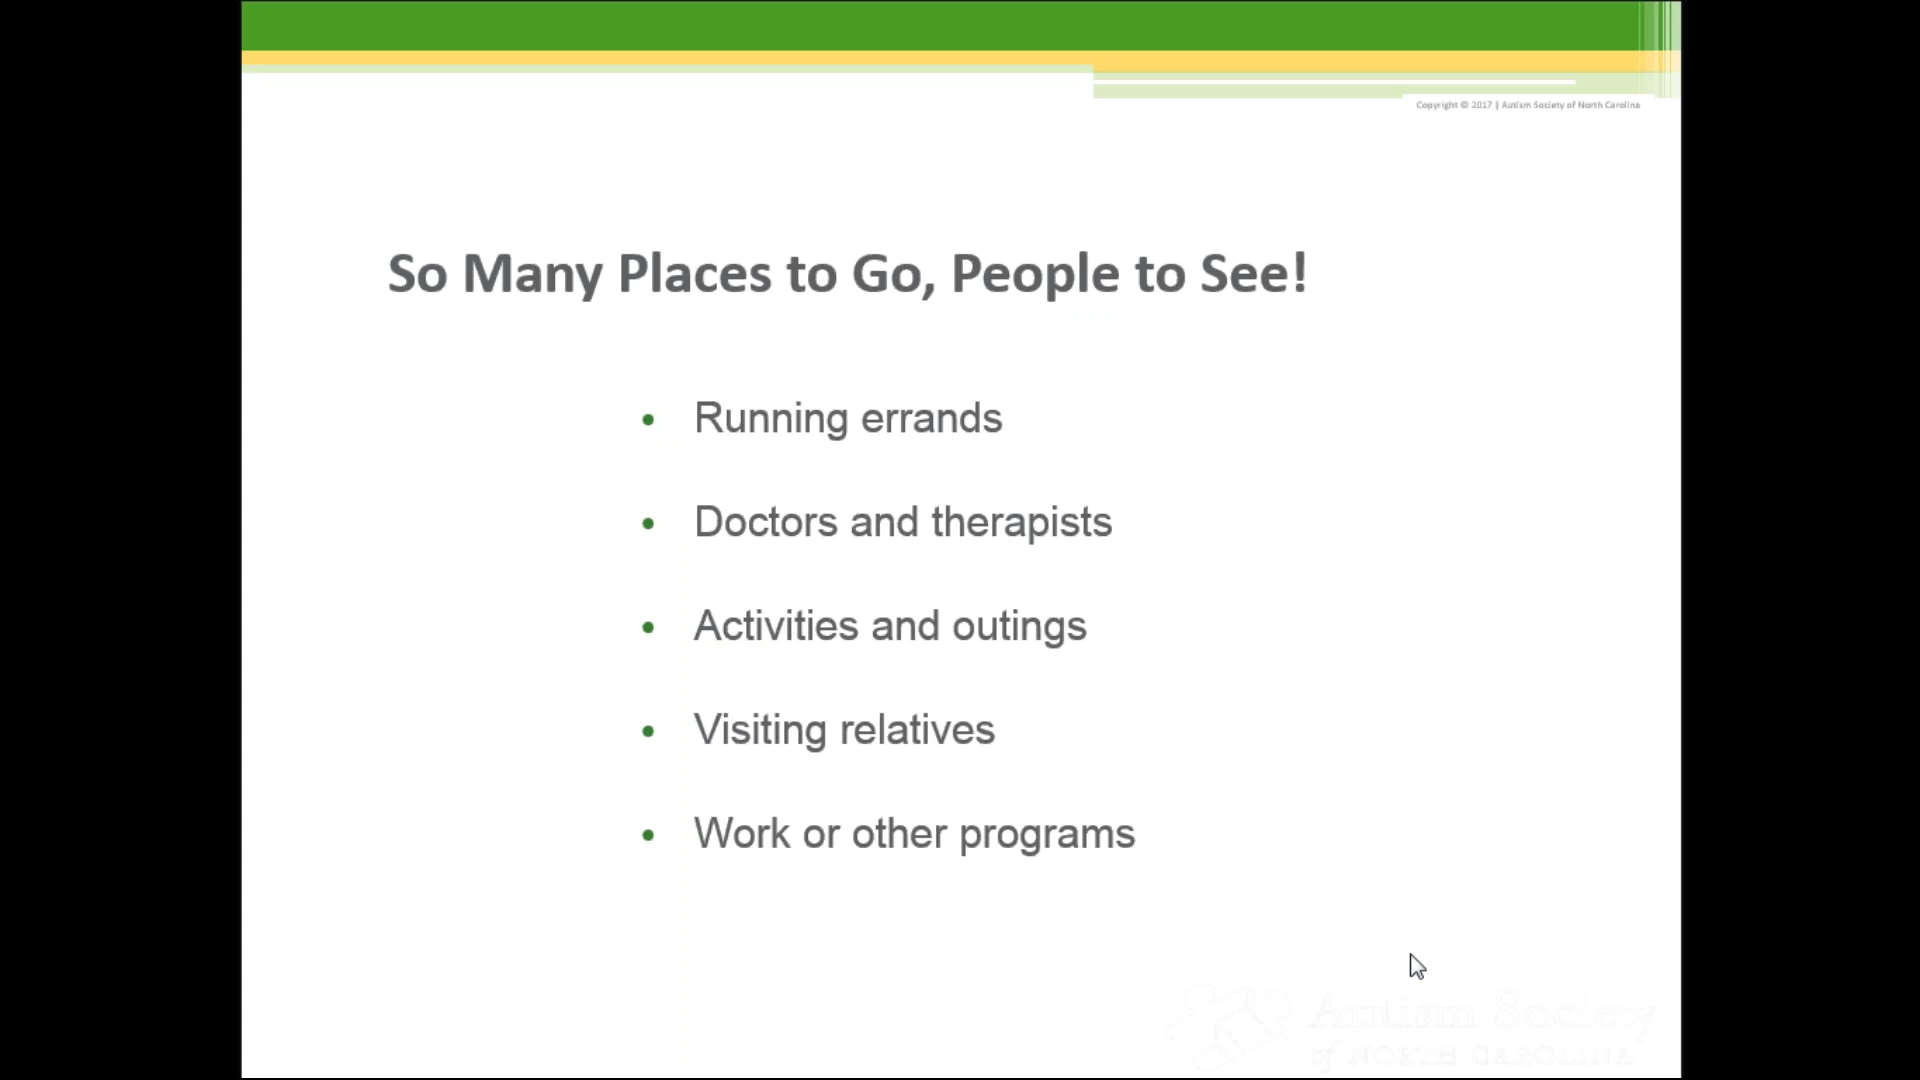 Copyright © 2017 | Autism Society of North Carolina
So Many Places to Go, People to See!
• Running errands
• Doctors and therapists
• Activities and outings
• Visiting relatives
• Work or other programs
Autism Society
of NORTH CAROLINA